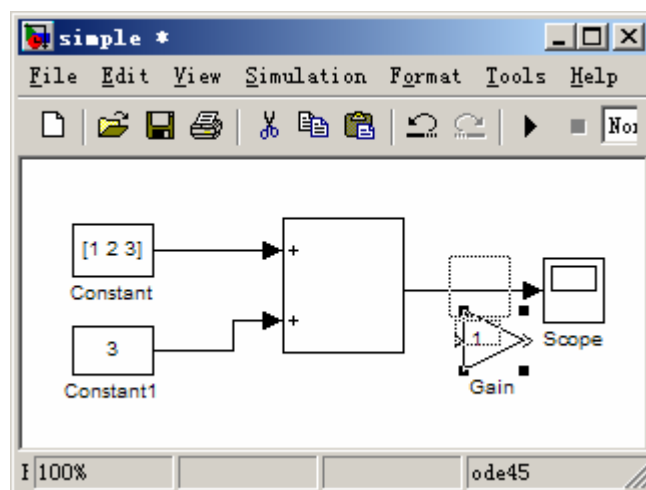 simple *
File Edit View Simulation Format Tools Help
Nor
[1 2 3]
Constant
+
+
3
Constant1
1...
Scope
Gain
100%
ode45